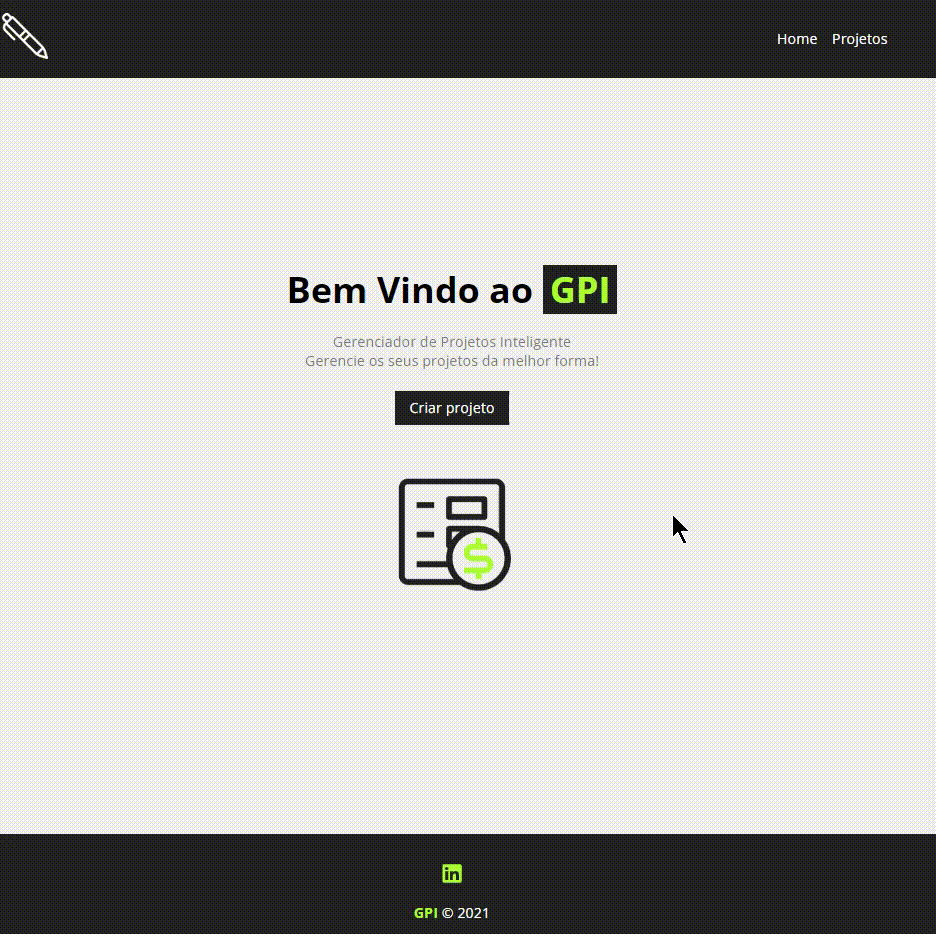 Home Projetos
Bem Vindo ao GPI
Gerenciador de Projetos Inteligente
Gerencie os seus projetos da melhor forma!
Criar projeto
$
in
GPI © 2021